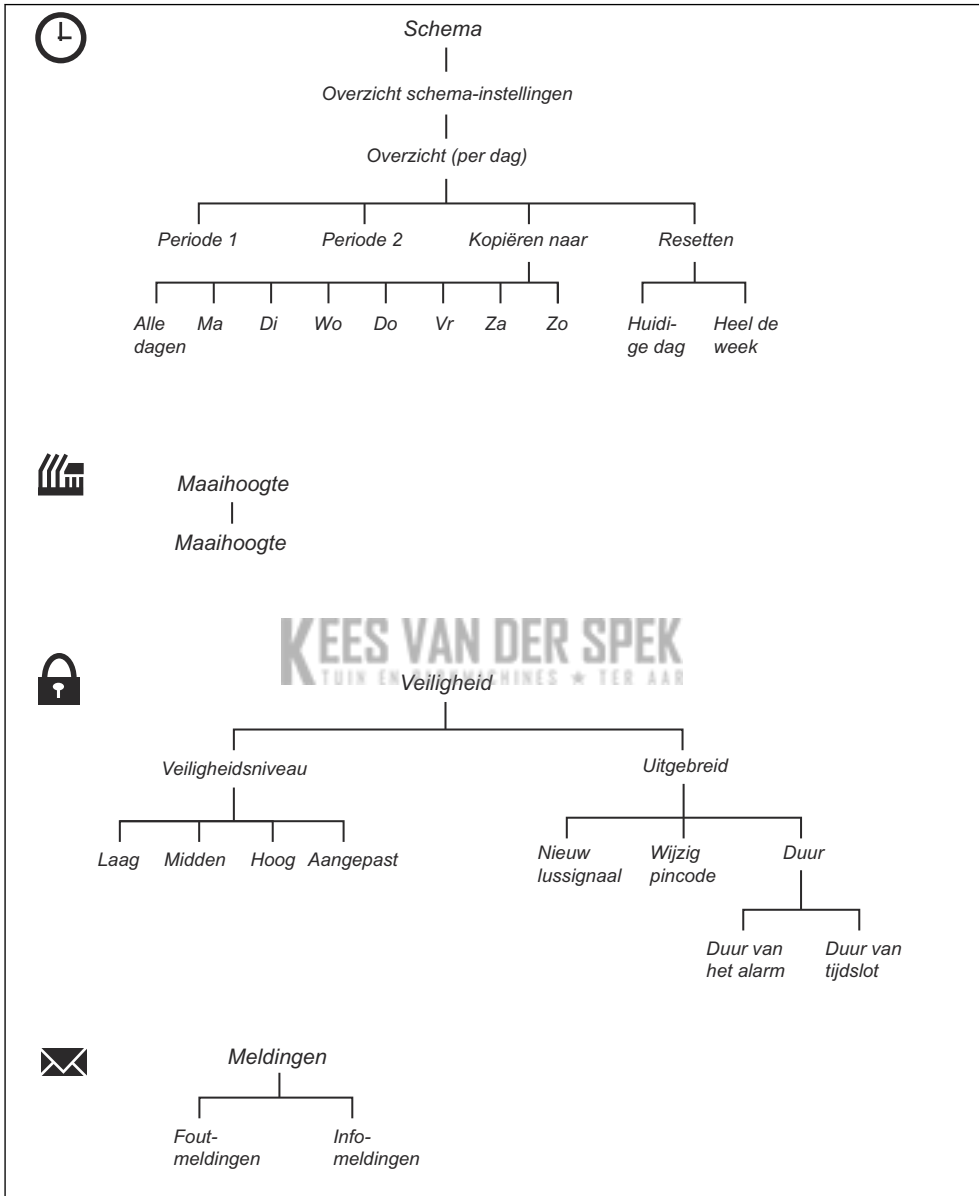 Schema
Overzicht schema-instellingen
Overzicht (per dag)
Periode 1 Periode 2 Kopiëren naar Resetten
Alle dagen Ma Di Wo Do Vr Za Zo Huidi-
ge dag Heel de
week
Maaihoogte
Maaihoogte
KEES VAN DER SPEK
TUIN EN PARKMACHINES ★ TER AAR
Veiligheid
Veiligheidsniveau Uitgebreid
Laag Midden Hoog Aangepast
Nieuw
lussignaal
Wijzig
pincode
Duur
Duur van
het alarm
Duur van
tijdslot
Meldingen
Fout-
meldingen
Info-
meldingen